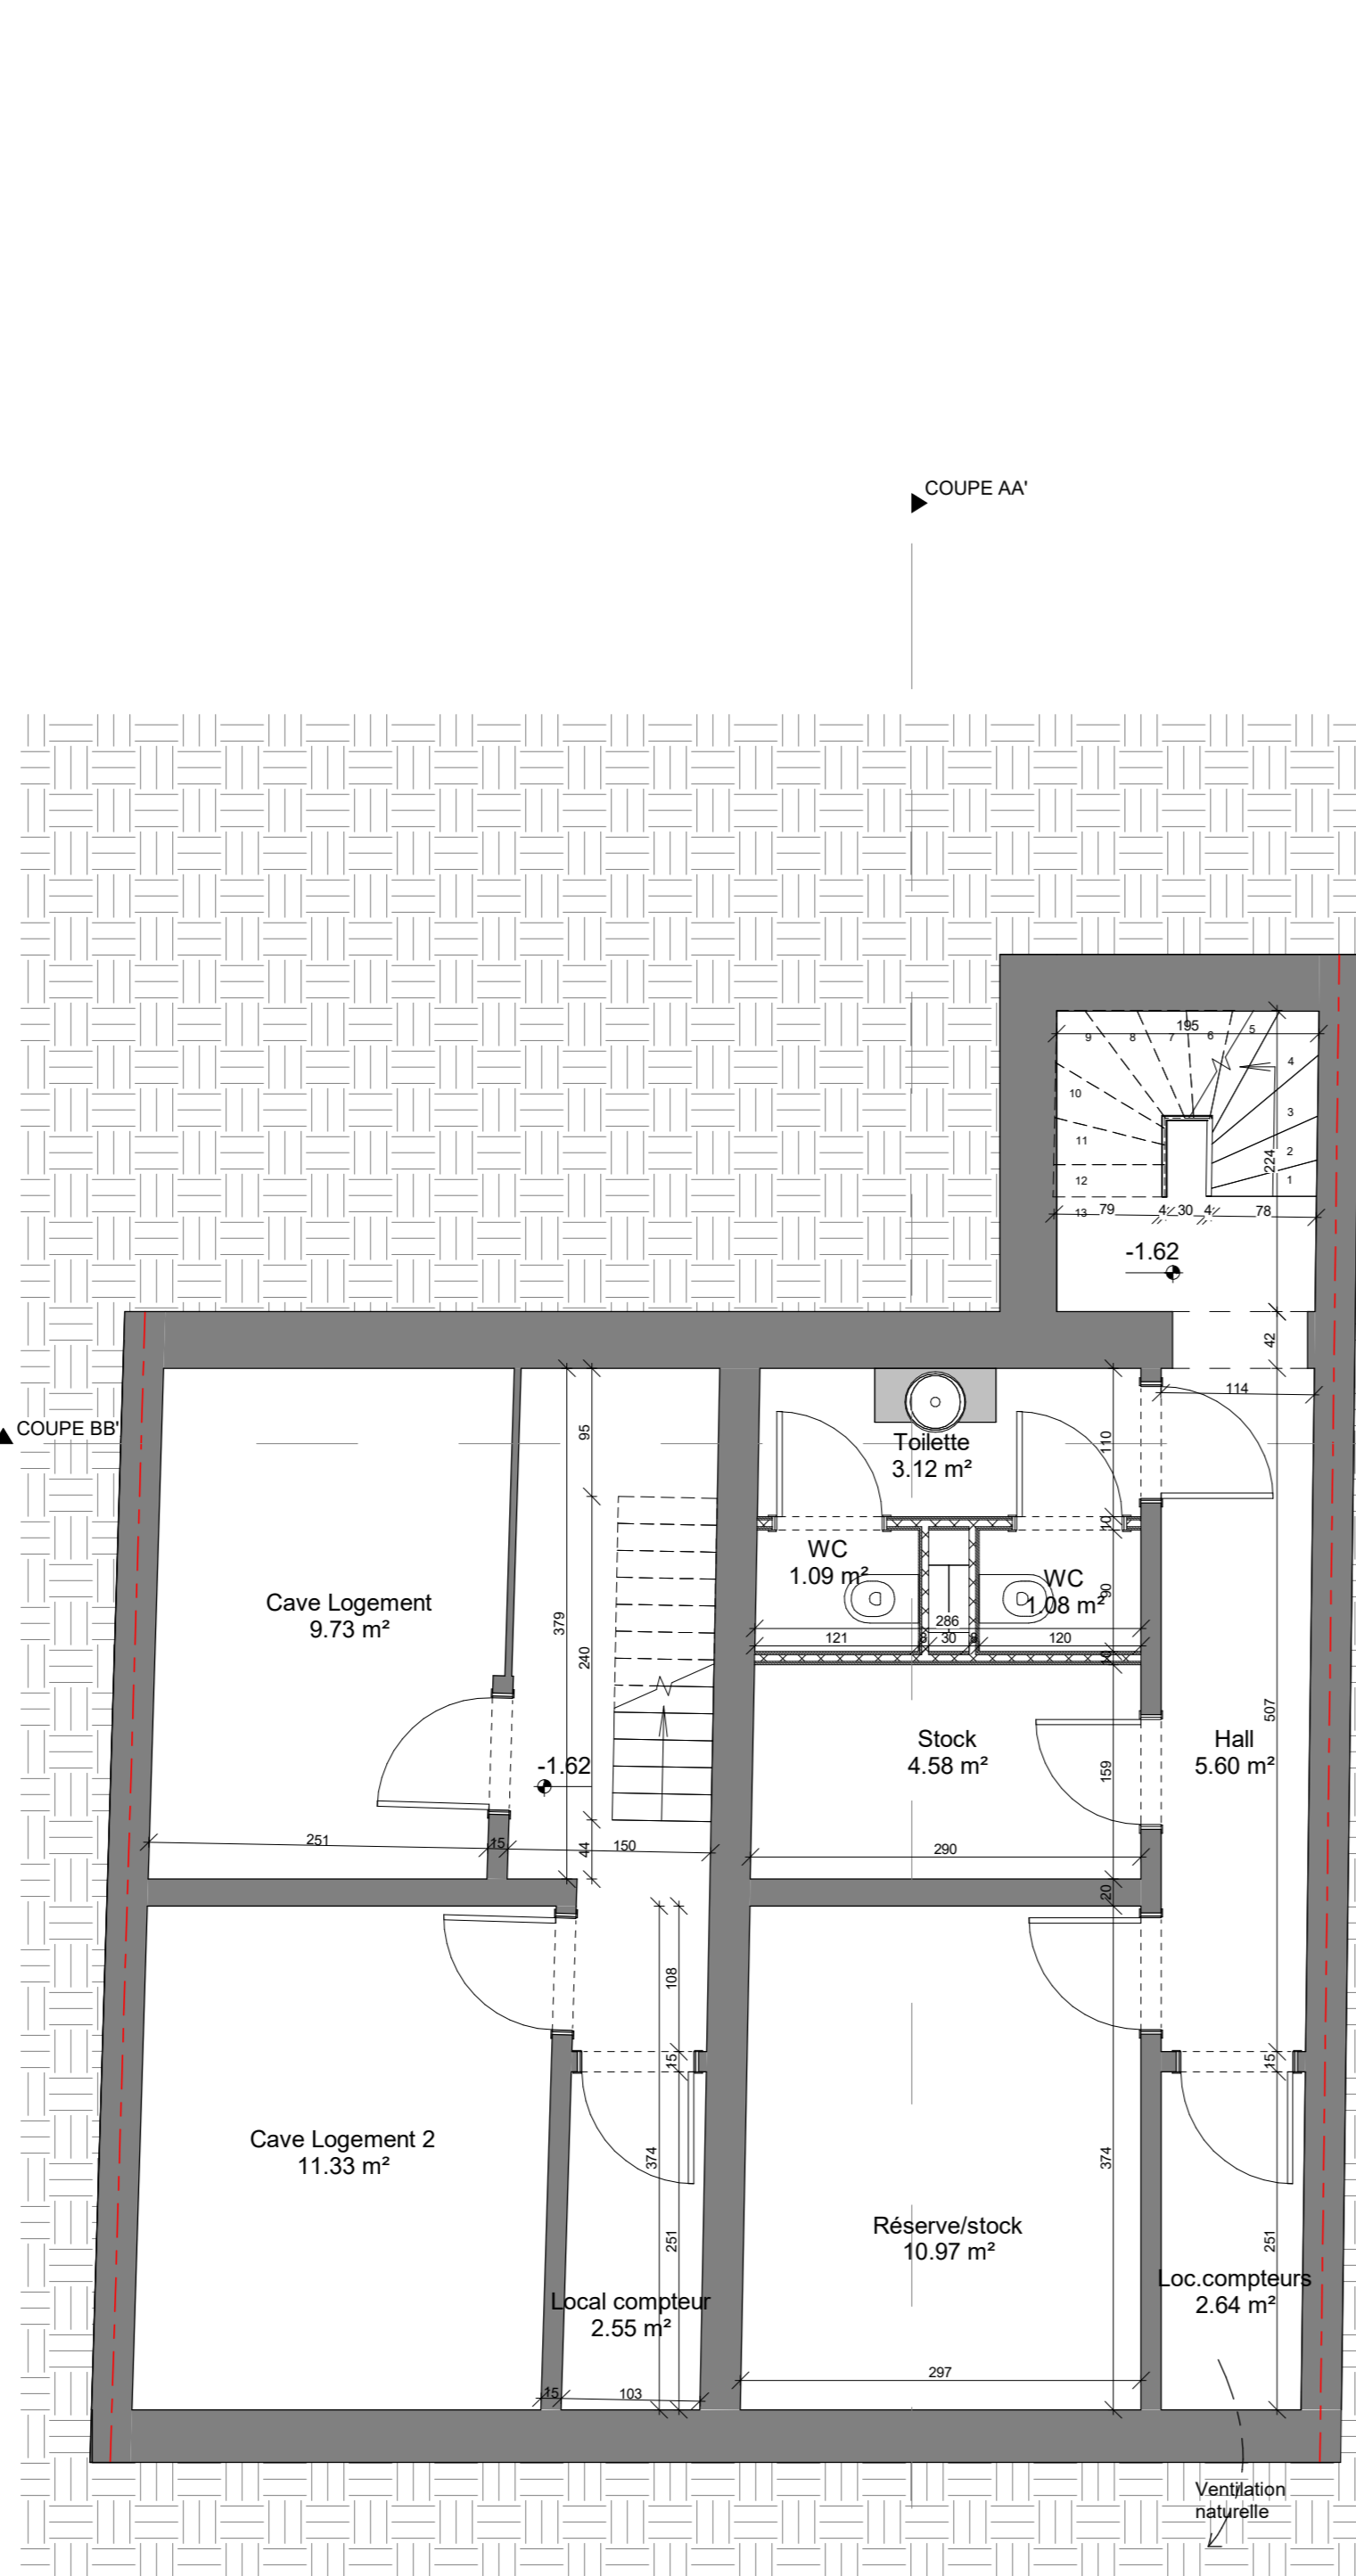 COUPE AA'
195
9
8
7
6
5
4
10
3
11
2
224
12
1
13
79
4
30
4
78
-1.62
42
114
COUPE BB'
95
110
Toilette
3.12 m²
10
WC
1.09 m²
WC
1.08 m²
90
Cave Logement
9.73 m²
379
286
121
8
30
8
120
10
240
507
Stock
4.58 m²
Hall
5.60 m²
-1.62
159
251
15
150
44
290
20
108
15
15
Cave Logement 2
11.33 m²
374
374
Réserve/stock
10.97 m²
251
251
Loc.compteurs
2.64 m²
Local compteur
2.55 m²
297
15
103
Ventilation
naturelle